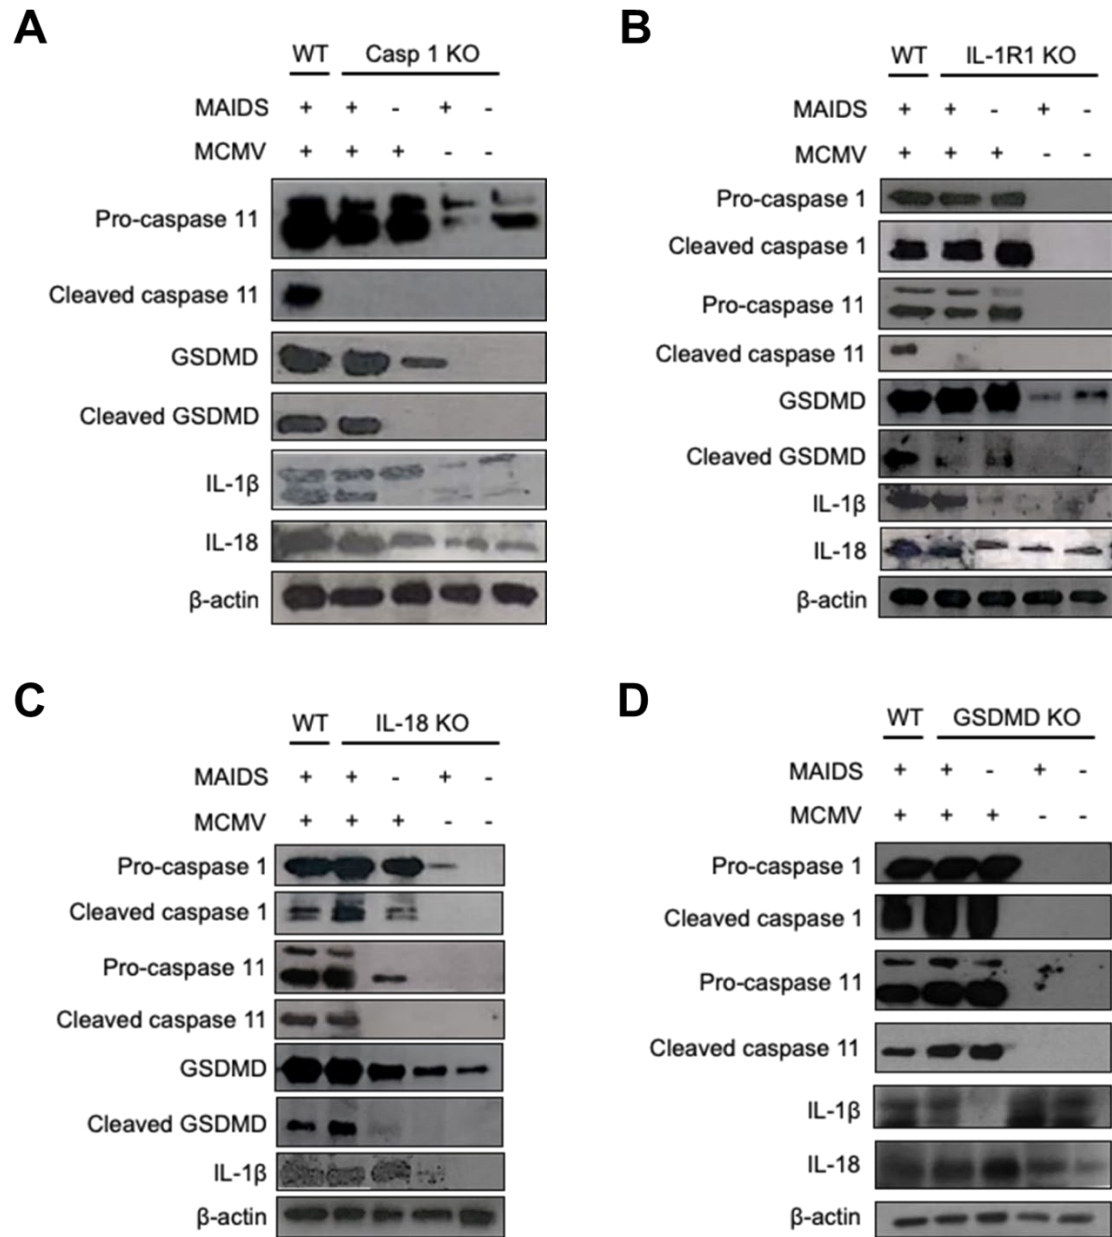 A
WT Casp 1 KO
MAIDS + + - + -
MCMV + + + - -
Pro-caspase 11
Cleaved caspase 11
GSDMD
Cleaved GSDMD
IL-1β
IL-18
β-actin
B
WT IL-1R1 KO
MAIDS + + - + -
MCMV + + + - -
Pro-caspase 1
Cleaved caspase 1
Pro-caspase 11
Cleaved caspase 11
GSDMD
Cleaved GSDMD
IL-1β
IL-18
β-actin
C
WT IL-18 KO
MAIDS + + - + -
MCMV + + + - -
Pro-caspase 1
Cleaved caspase 1
Pro-caspase 11
Cleaved caspase 11
GSDMD
Cleaved GSDMD
IL-1β
β-actin
D
WT GSDMD KO
MAIDS + + - + -
MCMV + + + - -
Pro-caspase 1
Cleaved caspase 1
Pro-caspase 11
Cleaved caspase 11
IL-1β
IL-18
β-actin